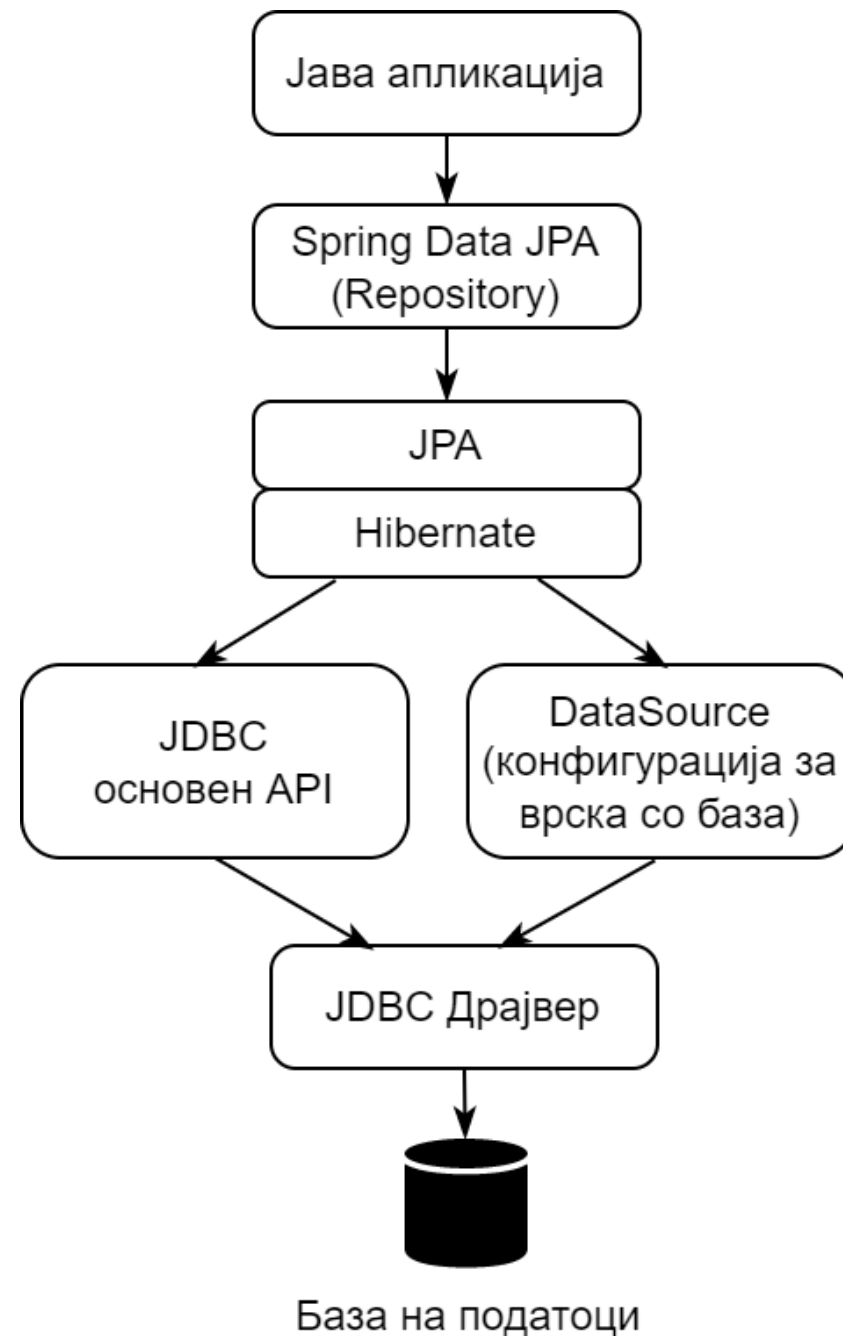 Јава апликација
Spring Data JPA
(Repository)
JPA
Hibernate
JDBC
основен API
DataSource
(конфигурација за
врска со база)
JDBC Драјвер
База на податоци